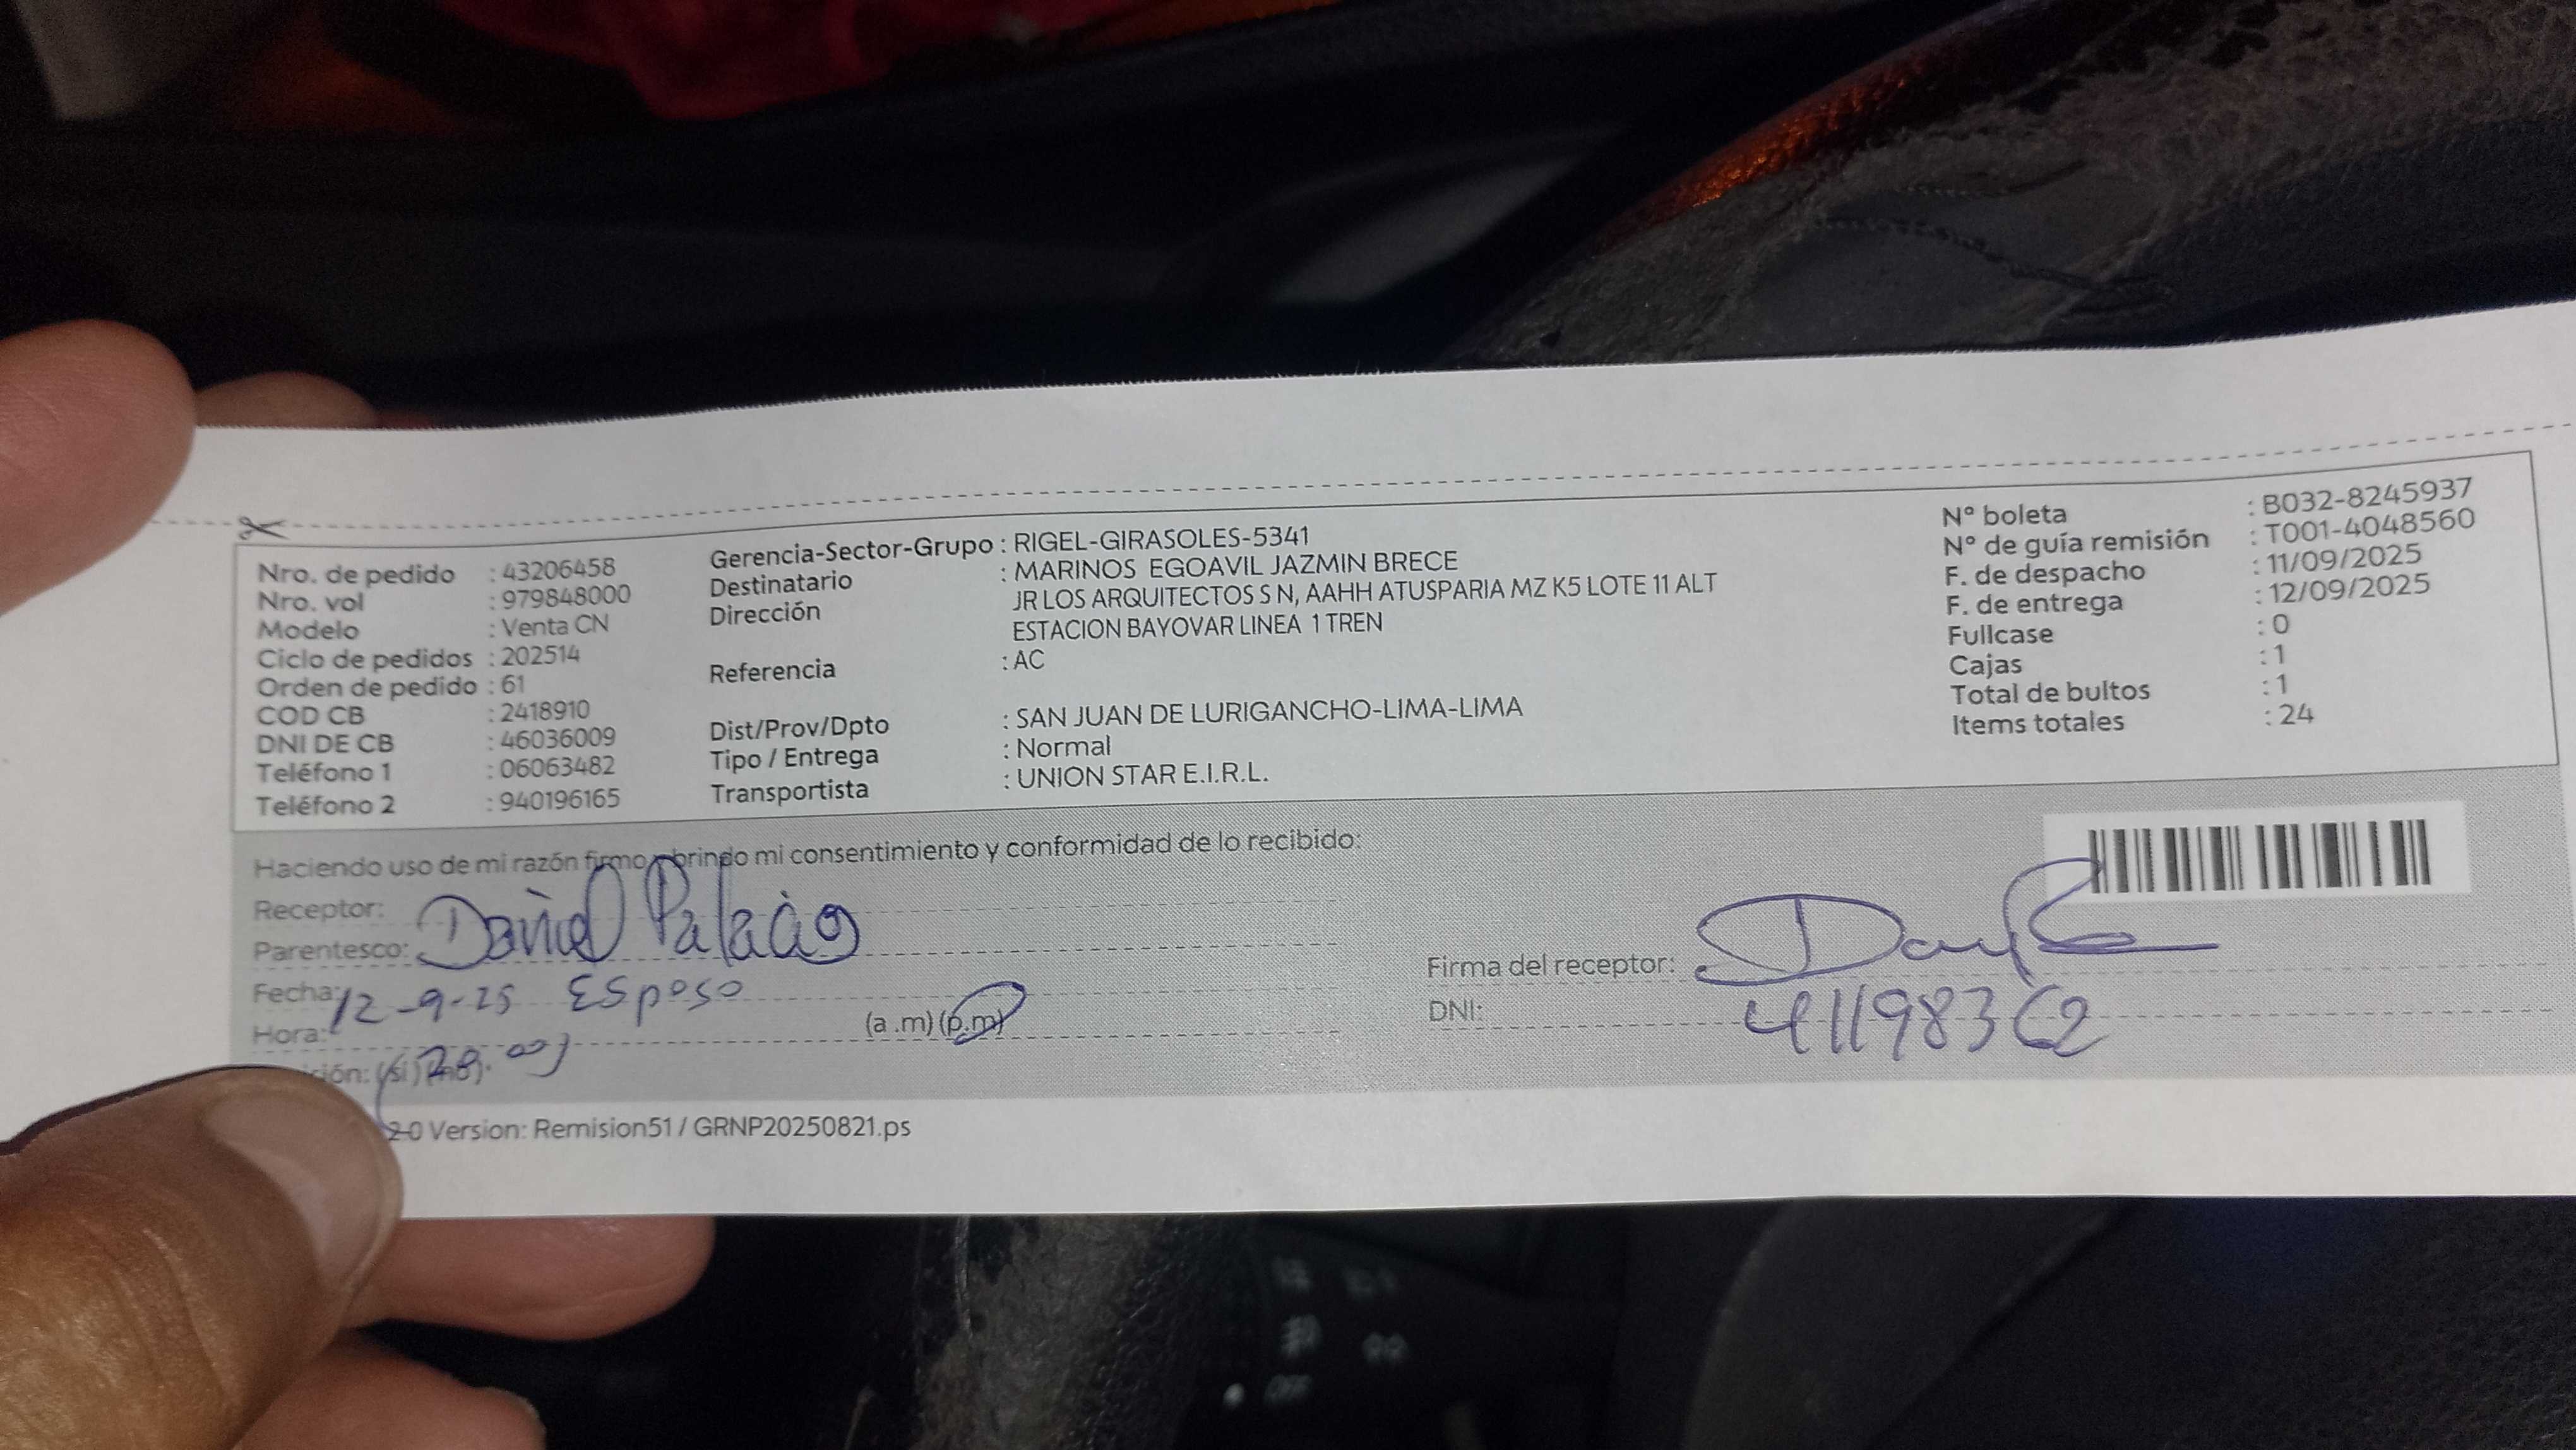 Nro. de pedido : 43206458
Nro. vol : 979848000
Modelo : Venta CN
Ciclo de pedidos : 202514
Orden de pedido : 61
COD CB : 2418910
DNI DE CB : 46036009
Teléfono 1 : 06063482
Teléfono 2 : 940196165
Gerencia-Sector-Grupo : RIGEL-GIRASOLES-5341
Destinatario : MARINOS EGOAVIL JAZMIN BRECE
Dirección JR LOS ARQUITECTOS S N, AAHH ATUSPARIA MZ K5 LOTE 11 ALT
ESTACION BAYOVAR LINEA 1 TREN
Referencia : AC
Dist/Prov/Dpto : SAN JUAN DE LURIGANCHO-LIMA-LIMA
Tipo / Entrega : Normal
Transportista : UNION STAR E.I.R.L.
N° boleta : B032-8245937
N° de guía remisión : T001-4048560
F. de despacho : 11/09/2025
F. de entrega : 12/09/2025
Fullcase : 0
Cajas : 1
Total de bultos : 1
Items totales : 24
Haciendo uso de mi razón firmo y brindo mi consentimiento y conformidad de lo recibido:
Receptor: Daniel Palacios
Parentesco:
Fecha: 12-9-25 Esposo
Hora: (a .m) (p.m)
(si)
Firma del receptor:
DNI: 41198362
2.0 Version: Remision51 / GRNP20250821.ps
OFF